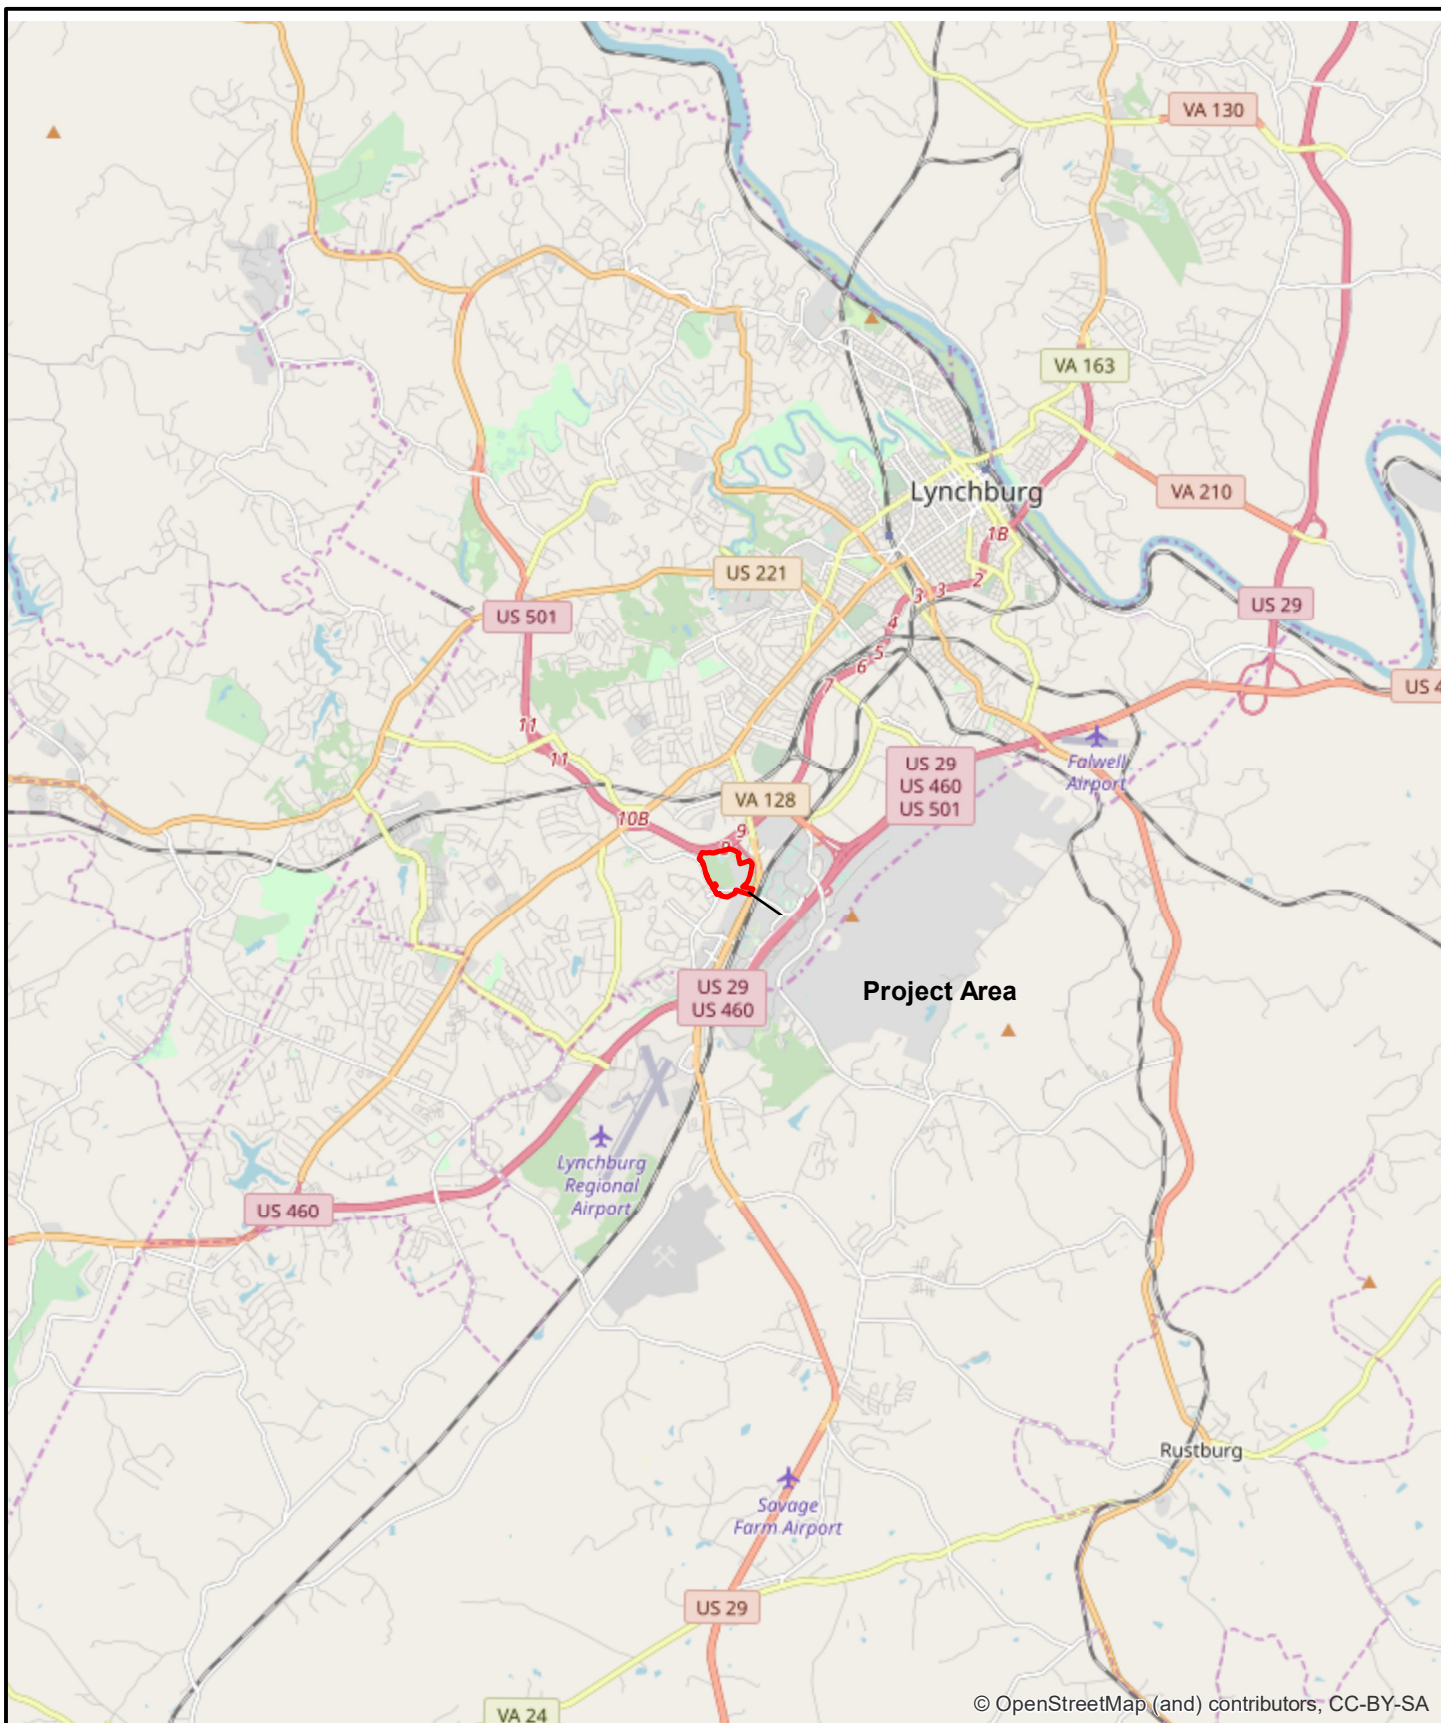 VA 130
VA 163
Lynchburg
VA 210
1B
US 221
2
3
3
US 29
US 501
4
5
6
7
US 4
11
Falwell
Airport
11
US 29
US 460
US 501
VA 128
10B
9
Project Area
US 29
US 460
Lynchburg
Regional
Airport
US 460
Rustburg
Savage
Farm Airport
US 29
VA 24
© OpenStreetMap (and) contributors, CC-BY-SA